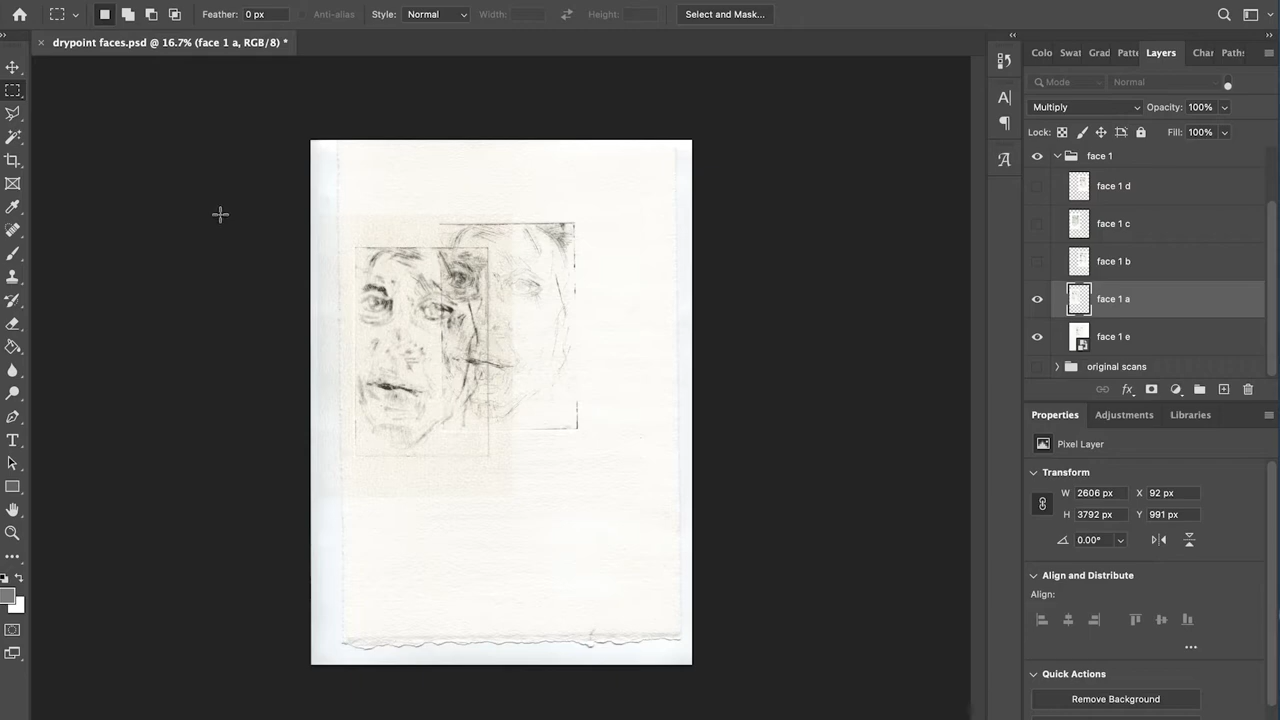 Feather: 0 px Anti-alias Style: Normal Width: Height: Select and Mask...
× drypoint faces.psd @ 16.7% (face 1 a, RGB/8) *
Colo Swat Grad Patte Layers Char Paths
Mode Normal
Multiply Opacity: 100%
Lock: Fill: 100%
face 1
face 1 d
face 1 c
face 1 b
face 1 a
face 1 e
original scans
fx
Properties Adjustments Libraries
Pixel Layer
Transform
W 2606 px X 92 px
H 3792 px Y 991 px
0.00°
Align and Distribute
Align:
Quick Actions
Remove Background